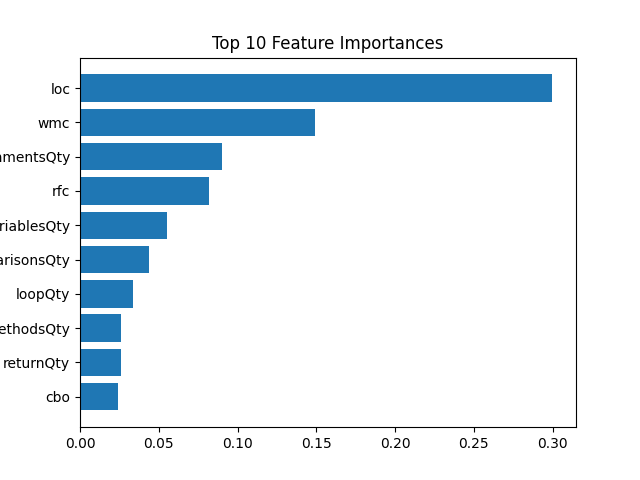 Top 10 Feature Importances
loc
wmc
mentsQty
rfc
riablesQty
arisonsQty
loopQty
ethodsQty
returnQty
cbo
0.00 0.05 0.10 0.15 0.20 0.25 0.30